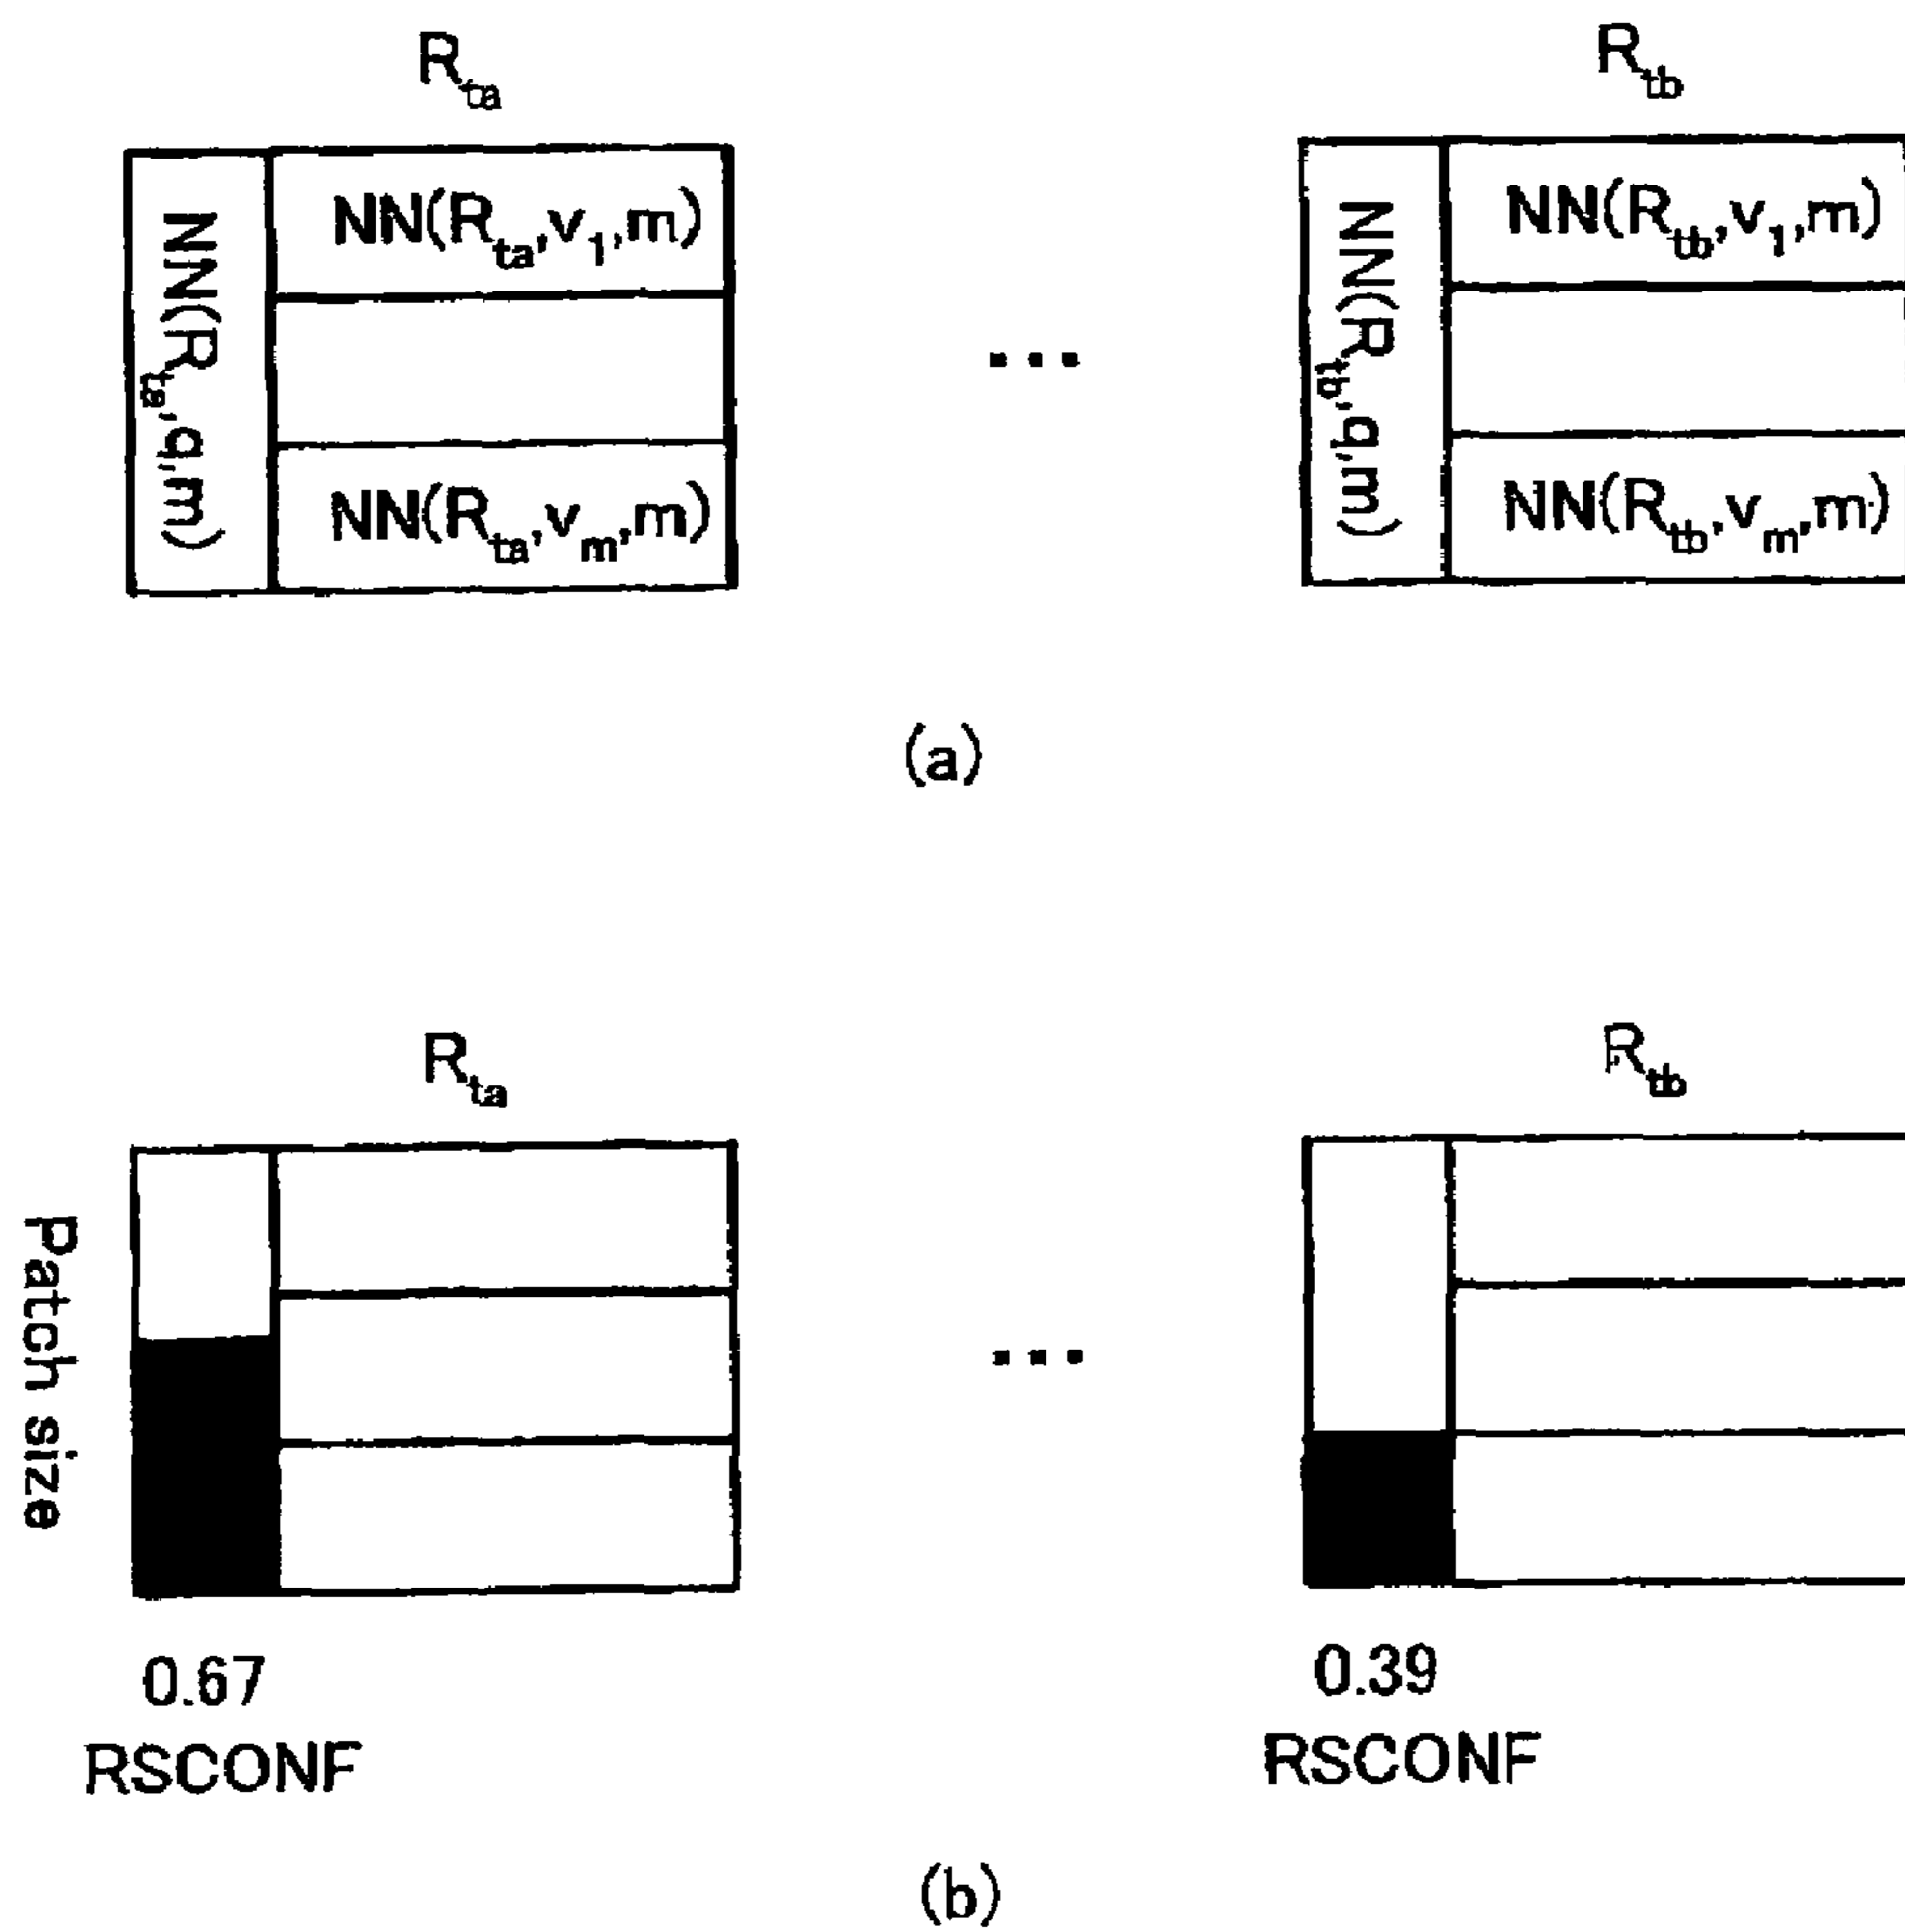 R_ta
R_tb
NN(R_ta,q,m)
NN(R_ta,v_1,m)
NN(R_ta,v_m,m)
...
NN(R_tb,q,m)
NN(R_tb,v_1,m)
NN(R_tb,v_m,m)
(a)
R_ta
R_tb
Patch size
...
0.67
RSCONF
0.39
RSCONF
(b)